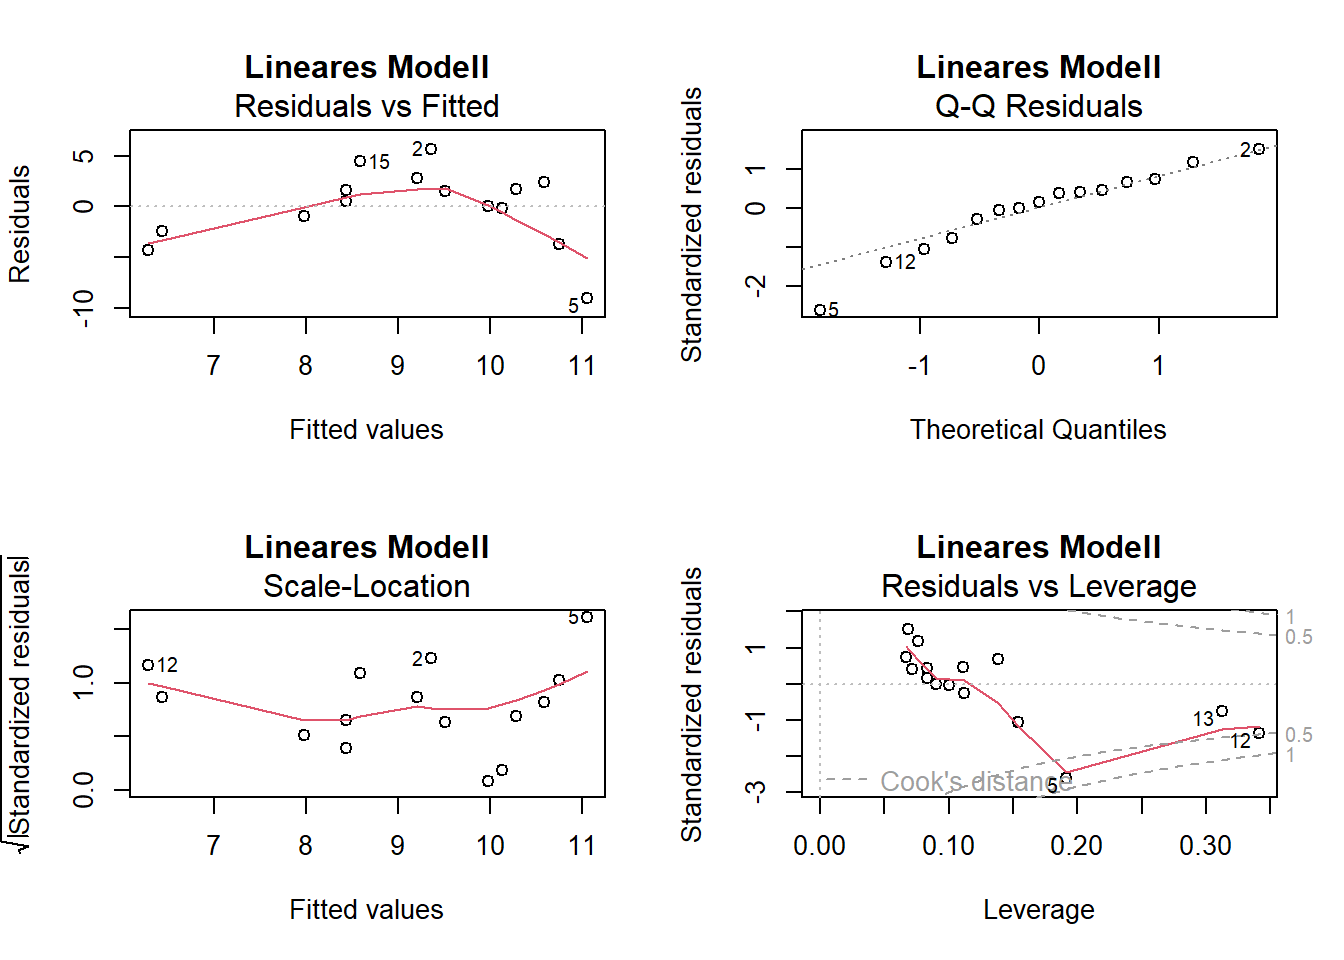 Lineares Modell
Residuals vs Fitted
Residuals
5
0
-10
15
2
5
7
8
9
10
11
Fitted values
Lineares Modell
Q-Q Residuals
Standardized residuals
1
0
-2
2
12
5
-1
0
1
Theoretical Quantiles
Lineares Modell
Scale-Location
√|Standardized residuals|
1.0
0.0
5
12
2
7
8
9
10
11
Fitted values
Lineares Modell
Residuals vs Leverage
Standardized residuals
1
-1
-3
1
0.5
0.5
1
13
12
5
Cook's distance
0.00
0.10
0.20
0.30
Leverage